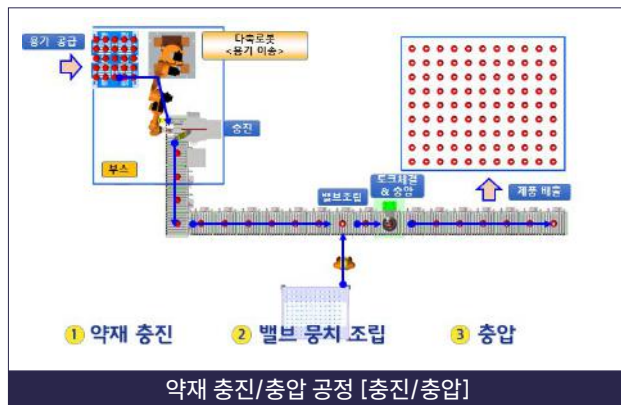 용기 공급
다축로봇
<용기 이송>
충진
부스
밸브조립
토크체결
& 충압
제품 배출
1 약재 충진
2 밸브 뭉치 조립
3 충압
약재 충진/충압 공정 [충진/충압]